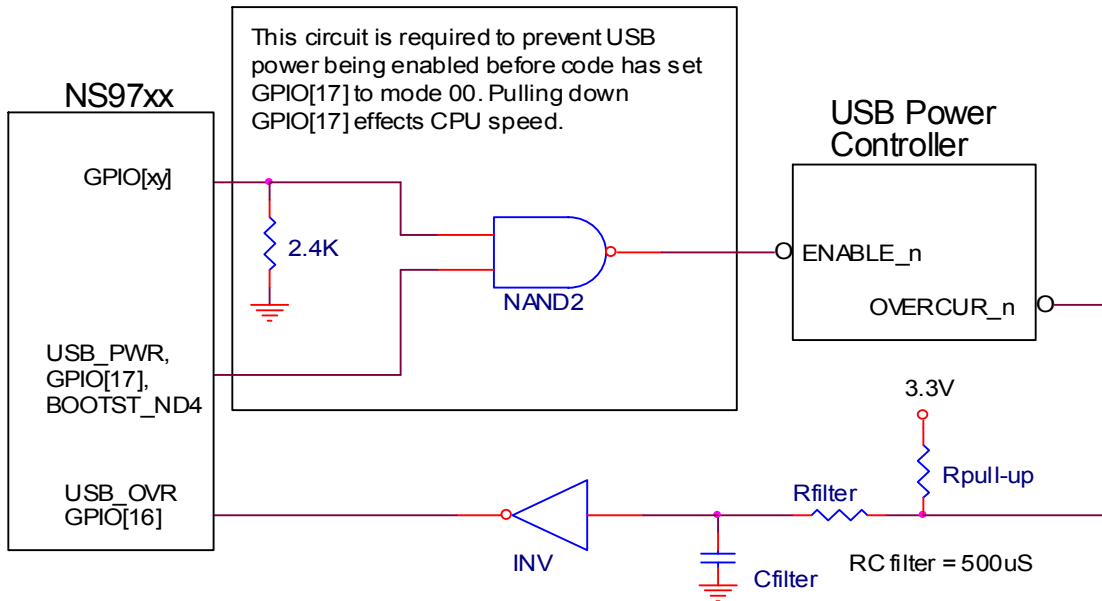 This circuit is required to prevent USB
power being enabled before code has set
GPIO[17] to mode 00. Pulling down
GPIO[17] effects CPU speed.
NS97xx
USB Power
Controller
GPIO[xy]
2.4K
NAND2
ENABLE_n
OVERCUR_n
USB_PWR,
GPIO[17],
BOOTST_ND4
3.3V
Rpull-up
USB_OVR
GPIO[16]
Rfilter
INV
Cfilter
RC filter = 500uS